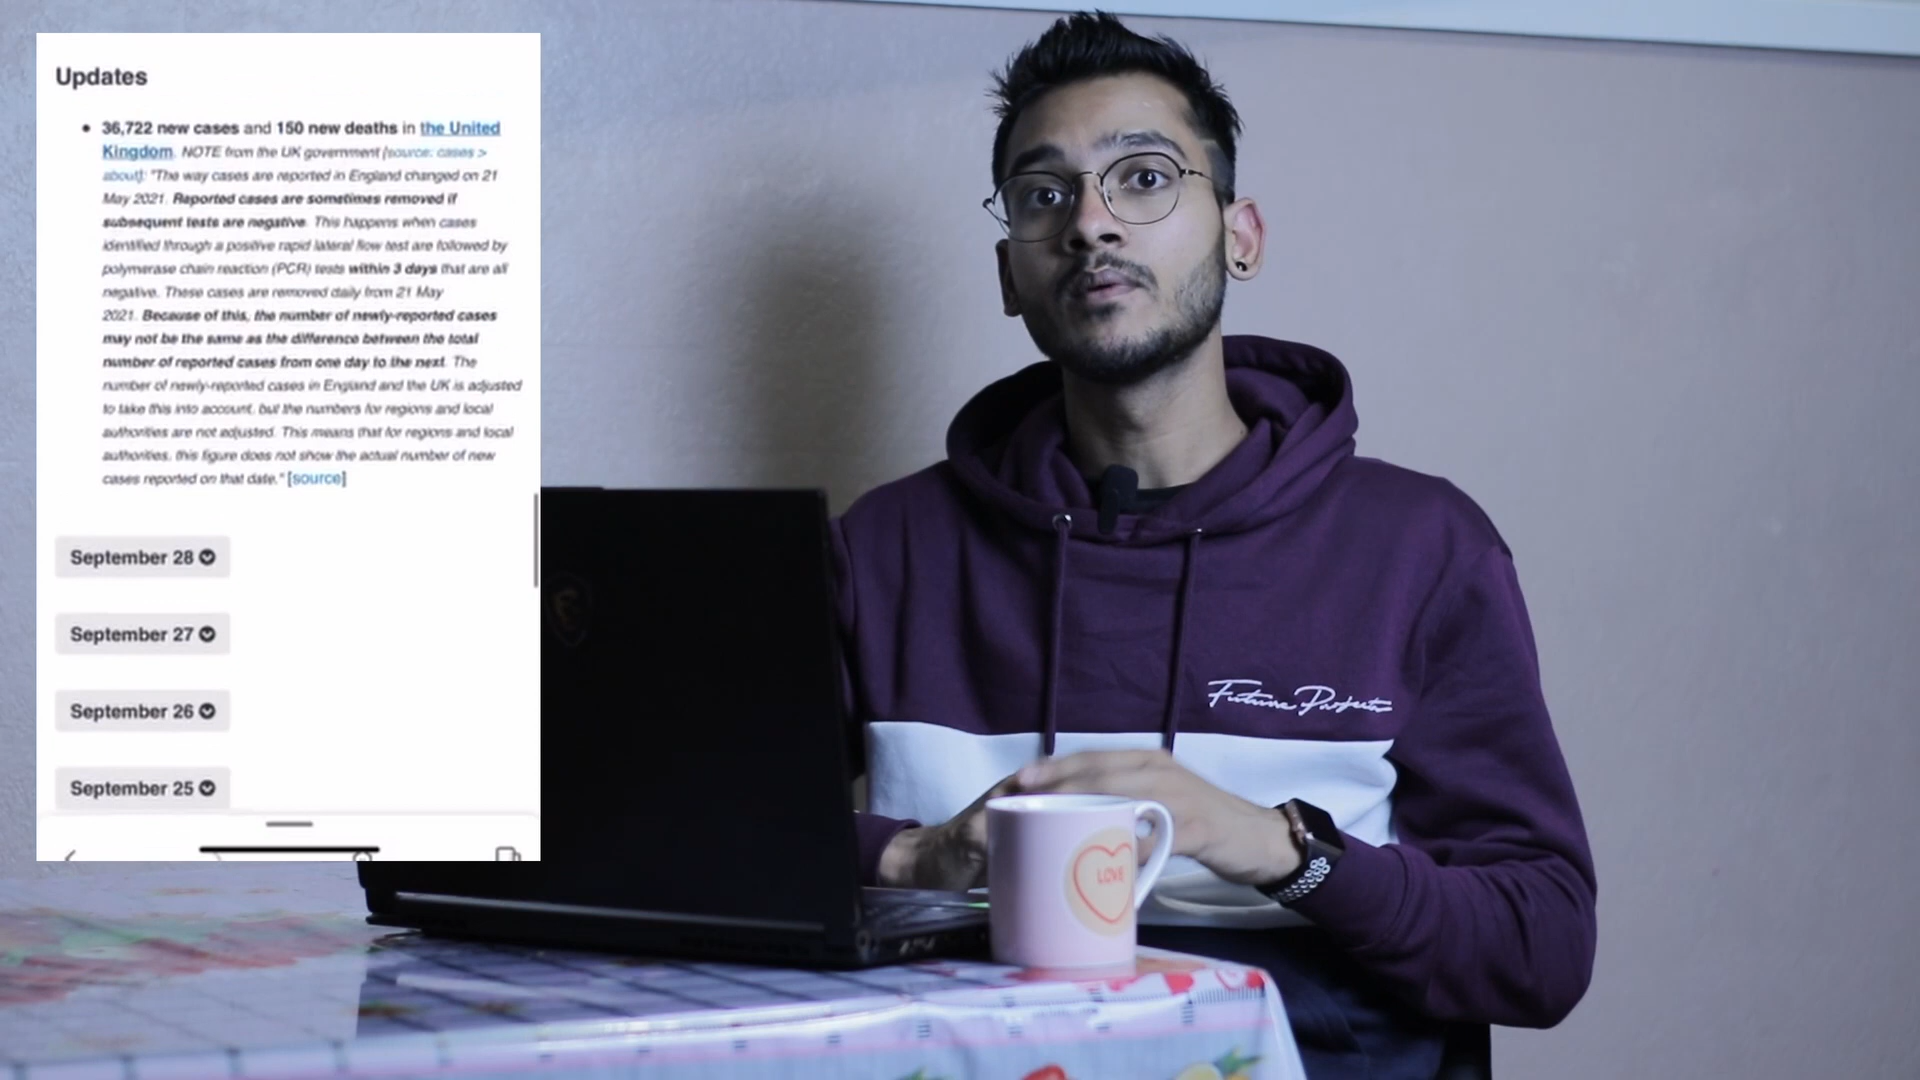 Updates
• 36,722 new cases and 150 new deaths in the United
Kingdom. NOTE from the UK government [source: cases >
about]: "The way cases are reported in England changed on 21
May 2021. Reported cases are sometimes removed if
subsequent tests are negative. This happens when cases
identified through a positive rapid lateral flow test are followed by
polymerase chain reaction (PCR) tests within 3 days that are all
negative. These cases are removed daily from 21 May
2021. Because of this, the number of newly-reported cases
may not be the same as the difference between the total
number of reported cases from one day to the next. The
number of newly-reported cases in England and the UK is adjusted
to take this into account, but the numbers for regions and local
authorities are not adjusted. This means that for regions and local
authorities, this figure does not show the actual number of new
cases reported on that date." [source]
September 28
September 27
September 26
September 25
Future Projects
LOVE